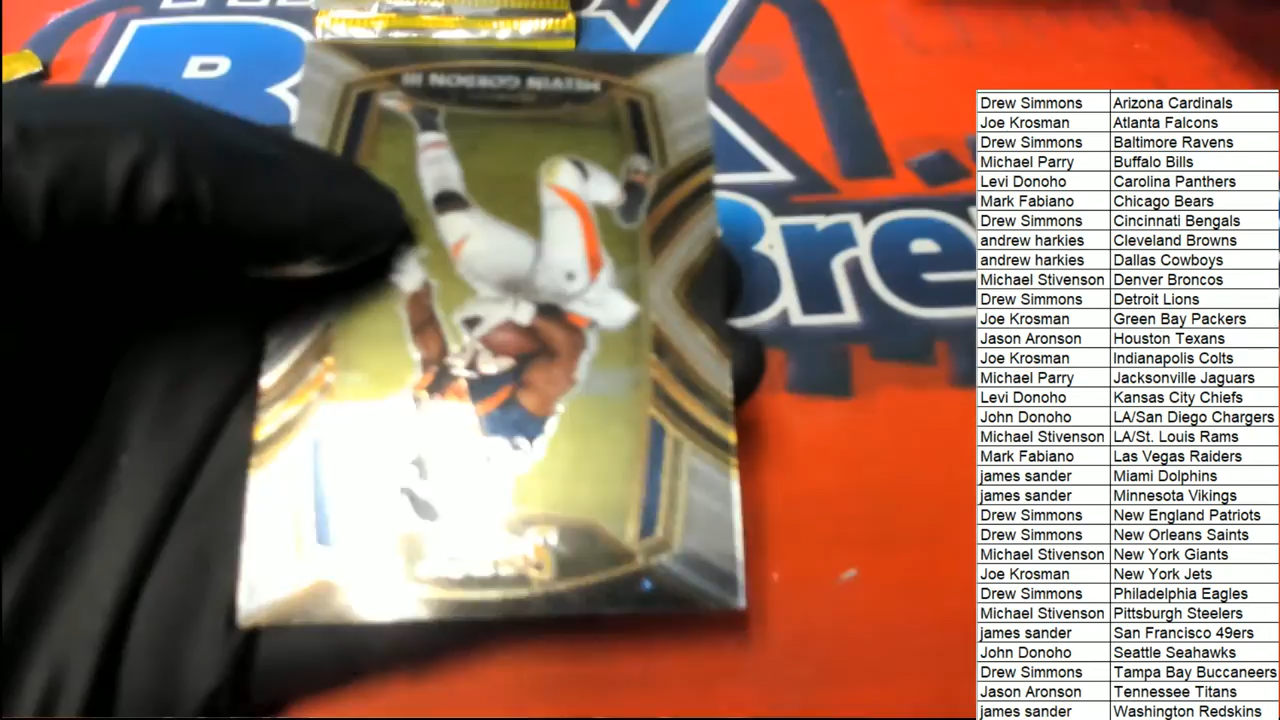 MELVIN GORDON III
Bre
Drew Simmons Arizona Cardinals
Joe Krosman Atlanta Falcons
Drew Simmons Baltimore Ravens
Michael Parry Buffalo Bills
Levi Donoho Carolina Panthers
Mark Fabiano Chicago Bears
Drew Simmons Cincinnati Bengals
andrew harkies Cleveland Browns
andrew harkies Dallas Cowboys
Michael Stivenson Denver Broncos
Drew Simmons Detroit Lions
Joe Krosman Green Bay Packers
Jason Aronson Houston Texans
Joe Krosman Indianapolis Colts
Michael Parry Jacksonville Jaguars
Levi Donoho Kansas City Chiefs
John Donoho LA/San Diego Chargers
Michael Stivenson LA/St. Louis Rams
Mark Fabiano Las Vegas Raiders
james sander Miami Dolphins
james sander Minnesota Vikings
Drew Simmons New England Patriots
Drew Simmons New Orleans Saints
Michael Stivenson New York Giants
Joe Krosman New York Jets
Drew Simmons Philadelphia Eagles
Michael Stivenson Pittsburgh Steelers
james sander San Francisco 49ers
John Donoho Seattle Seahawks
Drew Simmons Tampa Bay Buccaneers
Jason Aronson Tennessee Titans
james sander Washington Redskins